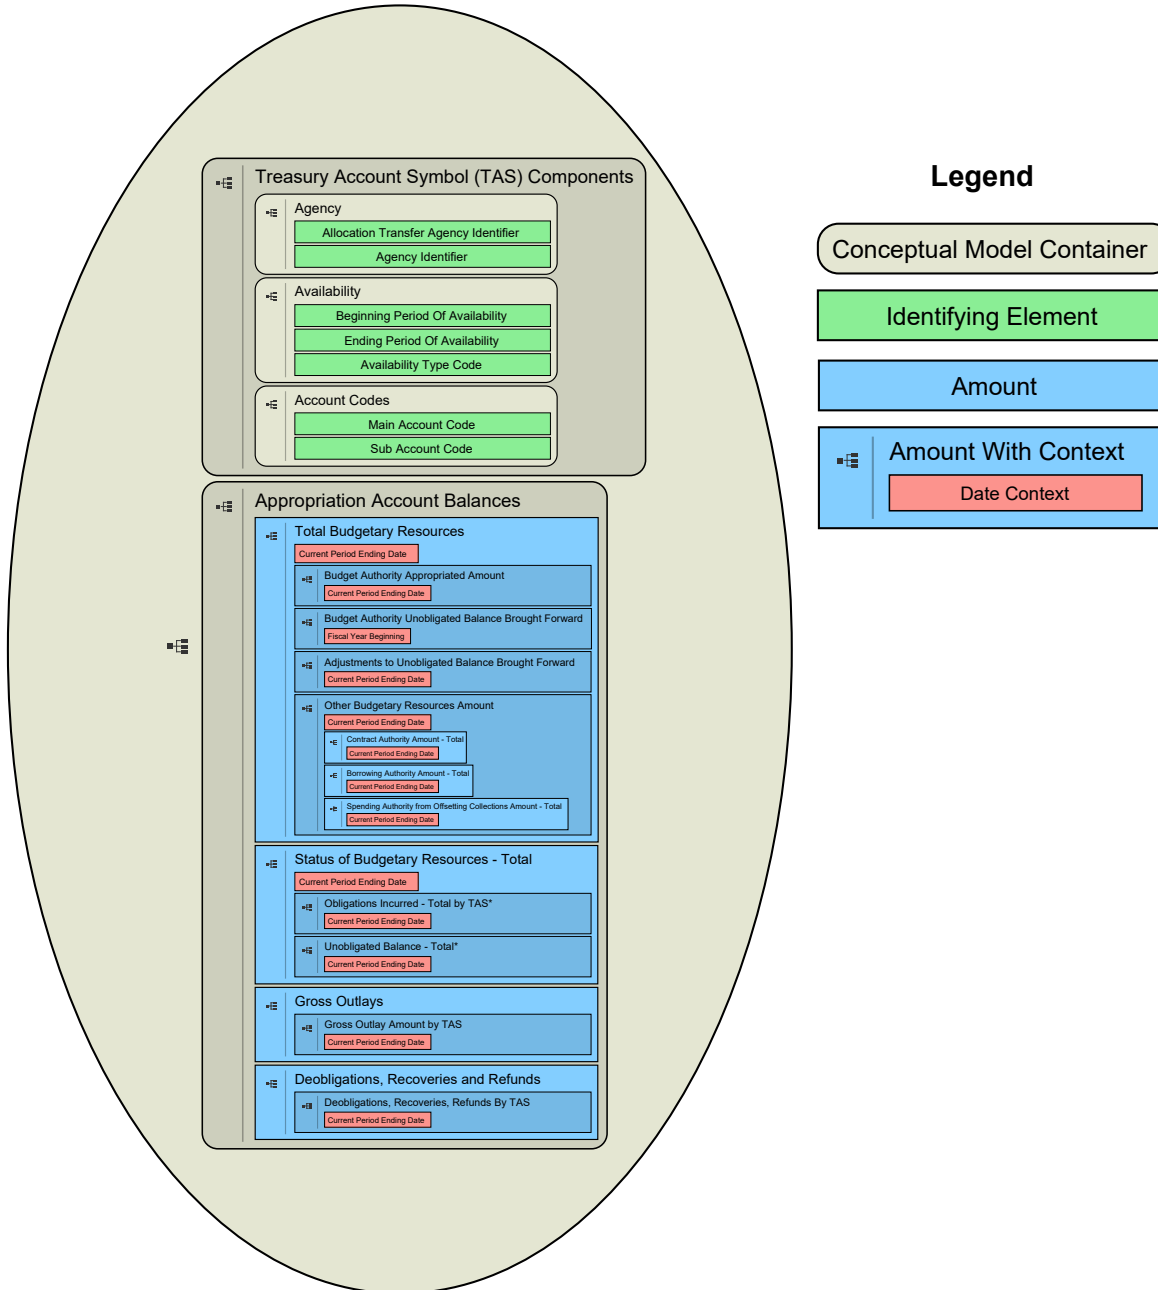 Treasury Account Symbol (TAS) Components
Agency
Allocation Transfer Agency Identifier
Agency Identifier
Availability
Beginning Period Of Availability
Ending Period Of Availability
Availability Type Code
Account Codes
Main Account Code
Sub Account Code
Appropriation Account Balances
Total Budgetary Resources
Current Period Ending Date
Budget Authority Appropriated Amount
Current Period Ending Date
Budget Authority Unobligated Balance Brought Forward
Fiscal Year Beginning
Adjustments to Unobligated Balance Brought Forward
Current Period Ending Date
Other Budgetary Resources Amount
Current Period Ending Date
Contract Authority Amount - Total
Current Period Ending Date
Borrowing Authority Amount - Total
Current Period Ending Date
Spending Authority from Offsetting Collections Amount - Total
Current Period Ending Date
Status of Budgetary Resources - Total
Current Period Ending Date
Obligations Incurred - Total by TAS*
Current Period Ending Date
Unobligated Balance - Total*
Current Period Ending Date
Gross Outlays
Gross Outlay Amount by TAS
Current Period Ending Date
Deobligations, Recoveries and Refunds
Deobligations, Recoveries, Refunds By TAS
Current Period Ending Date
Legend
Conceptual Model Container
Identifying Element
Amount
Amount With Context
Date Context